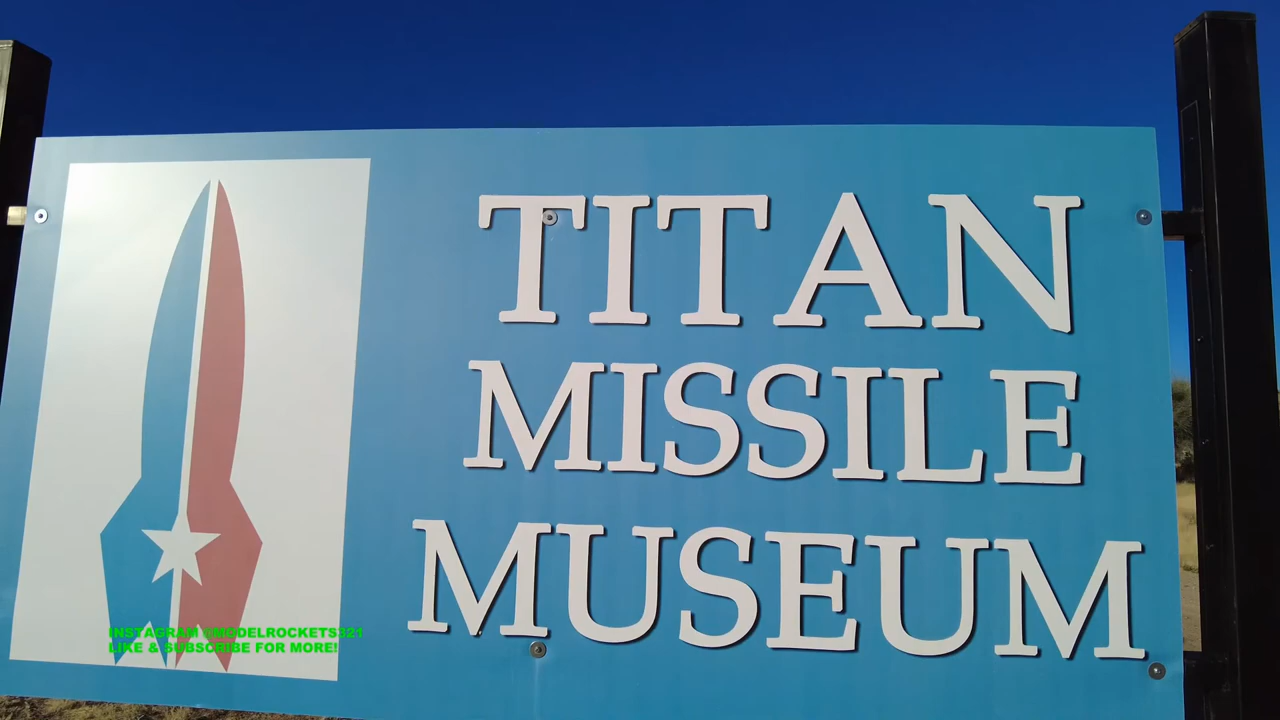 TITAN
MISSILE
MUSEUM
INSTAGRAM @MODELROCKETS321
LIKE & SUBSCRIBE FOR MORE!